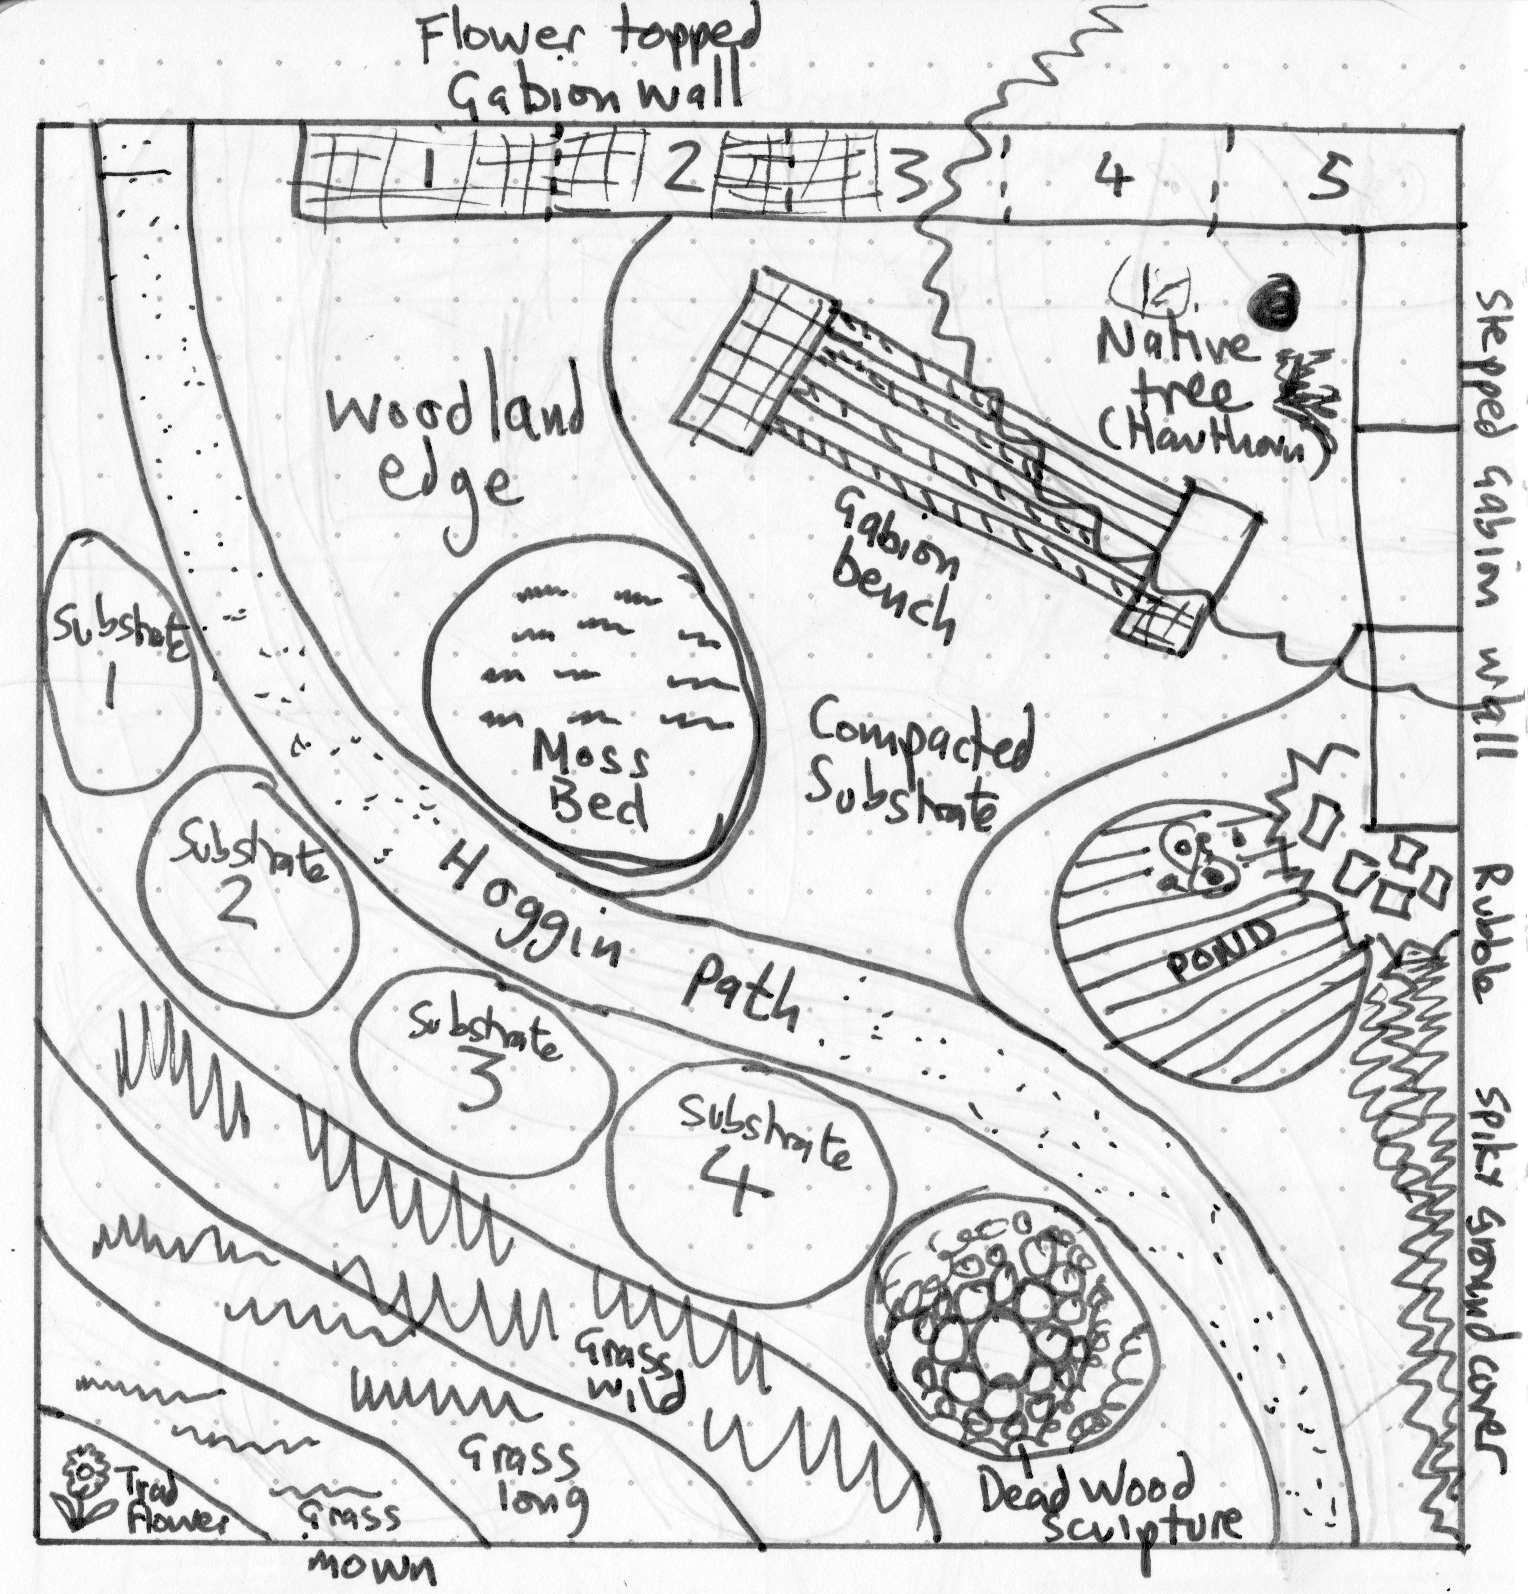 Flower topped
Gabion wall
1
2
3
4
5
Native
tree
(Hawthorn)
Stepped Gabion wall
Woodland
edge
Gabion
bench
Substrate
1
Moss
Bed
Compacted
Substrate
Substrate
2
Hoggin Path
POND
Rubble
Substrate
3
Substrate
4
Spiky Ground cover
Grass
wild
Grass
long
Dead wood
sculpture
Trad
flower
Grass
mown